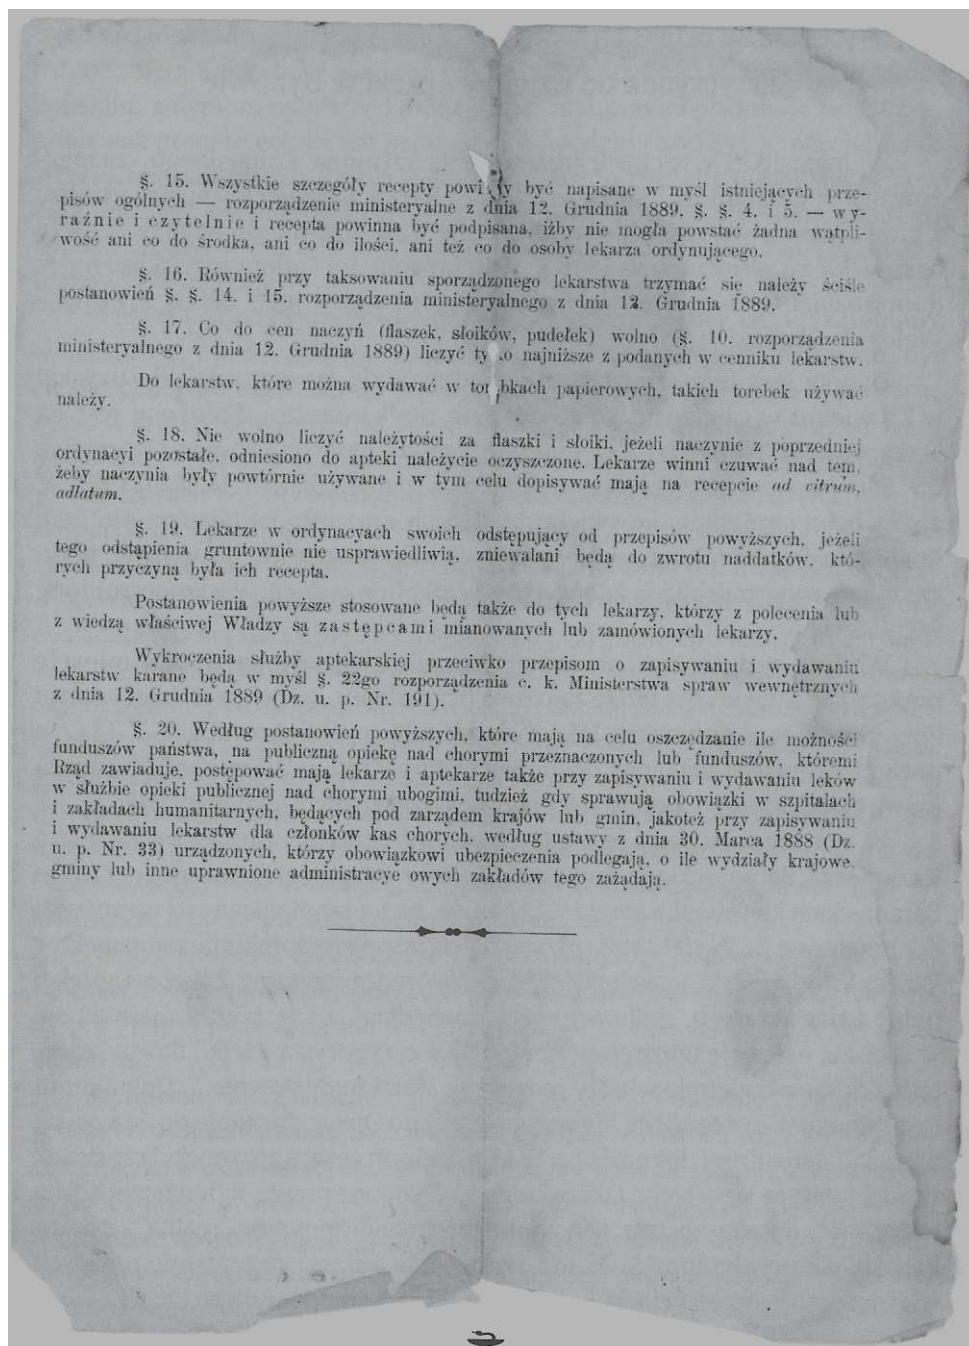 §. 15. Wszystkie szczegóły recepty powinny być napisane w myśl istniejących prze-
pisów ogólnych — rozporządzenie ministeryalne z dnia 12. Grudnia 1889. §. §. 4. i 5. — wy-
raźnie i czytelnie i recepta powinna być podpisana, iżby nie mogła powstać żadna wątpli-
wość ani co do środka, ani co do ilości, ani też co do osoby lekarza ordynującego.
§. 16. Również przy taksowaniu sporządzonego lekarstwa trzymać się należy ściśle
postanowień §. §. 14. i 15. rozporządzenia ministeryalnego z dnia 12. Grudnia 1889.
§. 17. Co do cen naczyń (flaszek, słoików, pudełek) wolno (§. 10. rozporządzenia
ministeryalnego z dnia 12. Grudnia 1889) liczyć tylko najniższe z podanych w cenniku lekarstw.
Do lekarstw, które można wydawać w torebkach papierowych, takich torebek używać
należy.
§. 18. Nie wolno liczyć należytości za flaszki i słoiki, jeżeli naczynie z poprzedniej
ordynacyi pozostałe, odniesiono do apteki należycie oczyszczone. Lekarze winni czuwać nad tem,
żeby naczynia były powtórnie używane i w tym celu dopisywać mają na recepcie ad vitrum,
adlatum.
§. 19. Lekarze w ordynacyach swoich odstępujący od przepisów powyższych, jeżeli
tego odstąpienia gruntownie nie usprawiedliwią, zniewalani będą do zwrotu naddatków, któ-
rych przyczyną była ich recepta.
Postanowienia powyższe stosowane będą także do tych lekarzy, którzy z polecenia lub
z wiedzą właściwej Władzy są zastępcami mianowanych lub zamówionych lekarzy.
Wykroczenia służby aptekarskiej przeciwko przepisom o zapisywaniu i wydawaniu
lekarstw karane będą w myśl §. 22go rozporządzenia c. k. Ministerstwa spraw wewnętrznych
z dnia 12. Grudnia 1889 (Dz. u. p. Nr. 191).
§. 20. Według postanowień powyższych, które mają na celu oszczędzanie ile możności
funduszów państwa, na publiczną opiekę nad chorymi przeznaczonych lub funduszów, któremi
Rząd zawiaduje, postępować mają lekarze i aptekarze także przy zapisywaniu i wydawaniu leków
w służbie opieki publicznej nad chorymi ubogimi, tudzież gdy sprawują obowiązki w szpitalach
i zakładach humanitarnych, będących pod zarządem krajów lub gmin, jakoteż przy zapisywaniu
i wydawaniu lekarstw dla członków kas chorych, według ustawy z dnia 30. Marca 1888 (Dz.
u. p. Nr. 33) urządzonych, którzy obowiązkowi ubezpieczenia podlegają, o ile wydziały krajowe,
gminy lub inne uprawnione administracye owych zakładów tego zażądają.